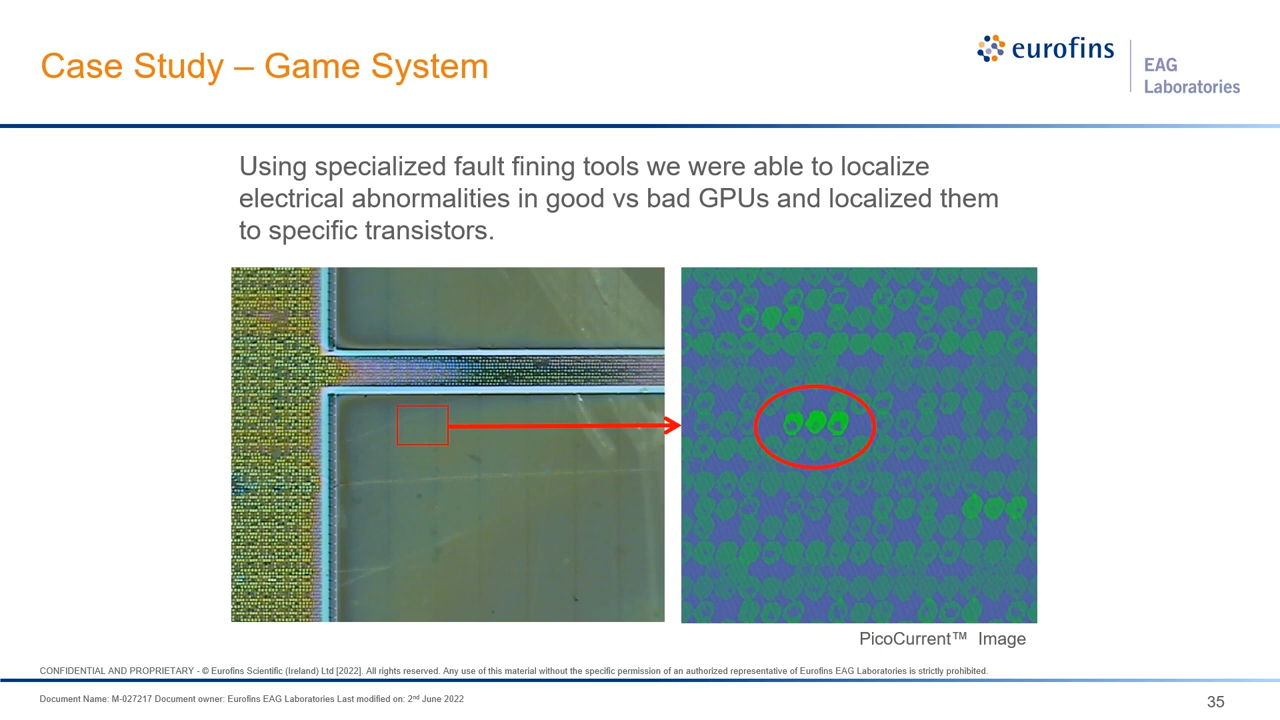 Case Study – Game System
eurofins
EAG
Laboratories
Using specialized fault fining tools we were able to localize
electrical abnormalities in good vs bad GPUs and localized them
to specific transistors.
PicoCurrent™ Image
CONFIDENTIAL AND PROPRIETARY - © Eurofins Scientific (Ireland) Ltd [2022]. All rights reserved. Any use of this material without the specific permission of an authorized representative of Eurofins EAG Laboratories is strictly prohibited.
Document Name: M-027217 Document owner: Eurofins EAG Laboratories Last modified on: 2nd June 2022
35